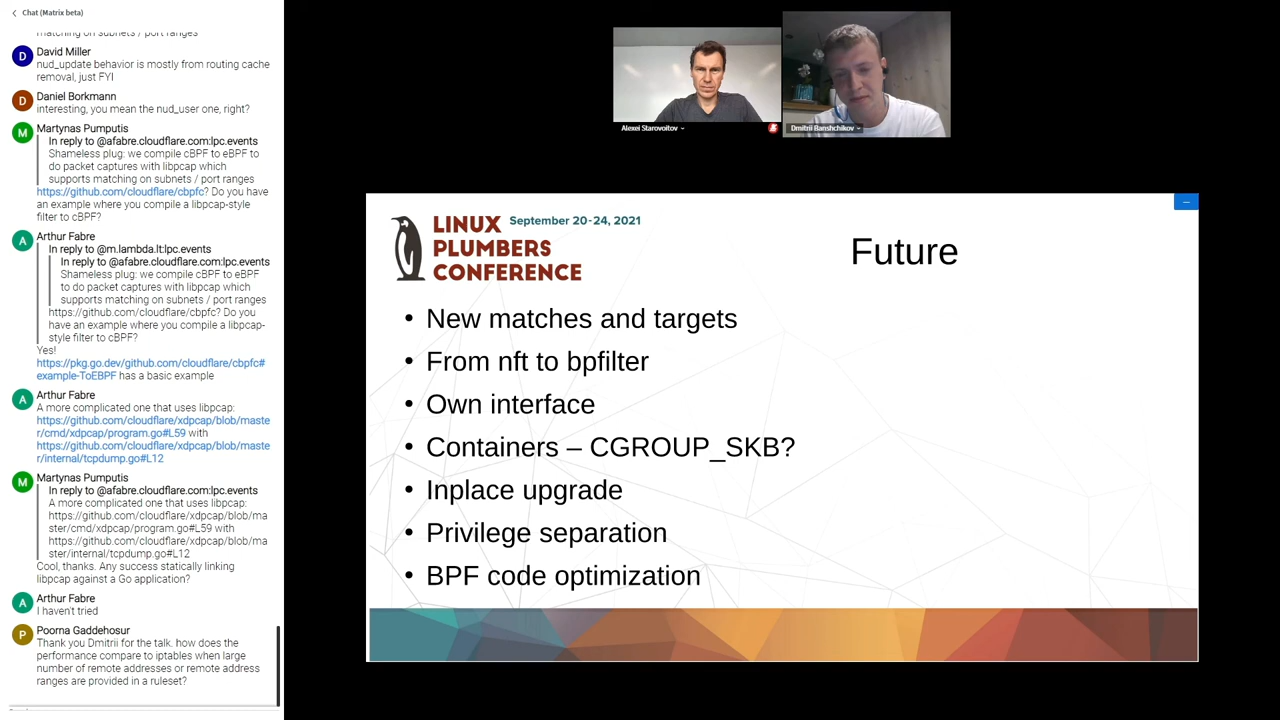 Chat (Matrix beta)
matching on subnets / port ranges
David Miller
nud_update behavior is mostly from routing cache
removal, just FYI
Daniel Borkmann
interesting, you mean the nud_user one, right?
Martynas Pumputis
In reply to @afabre.cloudflare.com:lpc.events
Shameless plug: we compile cBPF to eBPF to
do packet captures with libpcap which
supports matching on subnets / port ranges
https://github.com/cloudflare/cbpfc? Do you have
an example where you compile a libpcap-style
filter to cBPF?
Arthur Fabre
In reply to @m.lambda.lt:lpc.events
In reply to @afabre.cloudflare.com:lpc.events
Shameless plug: we compile cBPF to eBPF
to do packet captures with libpcap which
supports matching on subnets / port ranges
https://github.com/cloudflare/cbpfc? Do you
have an example where you compile a libpcap-
style filter to cBPF?
Yes!
https://pkg.go.dev/github.com/cloudflare/cbpfc#
example-ToEBPF has a basic example
Arthur Fabre
A more complicated one that uses libpcap:
https://github.com/cloudflare/xdpcap/blob/maste
r/cmd/xdpcap/program.go#L59 with
https://github.com/cloudflare/xdpcap/blob/maste
r/internal/tcpdump.go#L12
Martynas Pumputis
In reply to @afabre.cloudflare.com:lpc.events
A more complicated one that uses libpcap:
https://github.com/cloudflare/xdpcap/blob/ma
ster/cmd/xdpcap/program.go#L59 with
https://github.com/cloudflare/xdpcap/blob/ma
ster/internal/tcpdump.go#L12
Cool, thanks. Any success statically linking
libpcap against a Go application?
Arthur Fabre
I haven't tried
Poorna Gaddehosur
Thank you Dmitrii for the talk. how does the
performance compare to iptables when large
number of remote addresses or remote address
ranges are provided in a ruleset?
Alexei Starovoitov
Dmitrii Banshchikov
LINUX
PLUMBERS
CONFERENCE
September 20-24, 2021
Future
• New matches and targets
• From nft to bpfilter
• Own interface
• Containers – CGROUP_SKB?
• Inplace upgrade
• Privilege separation
• BPF code optimization